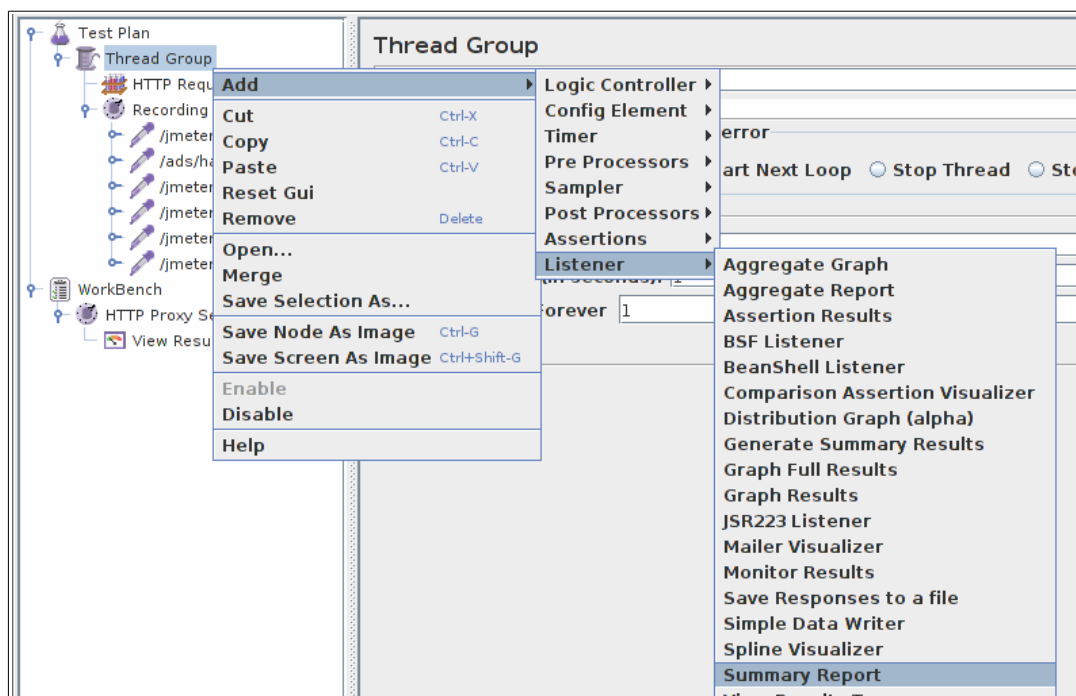 Test Plan
Thread Group
HTTP Requ
Recording
/jmeter
/ads/ha
/jmeter
/jmeter
/jmeter
/jmeter
WorkBench
HTTP Proxy Se
View Resu
Add
Cut Ctrl-X
Copy Ctrl-C
Paste Ctrl-V
Reset Gui
Remove Delete
Open...
Merge
Save Selection As...
Save Node As Image Ctrl-G
Save Screen As Image Ctrl+Shift-G
Enable
Disable
Help
Logic Controller
Config Element
Timer
Pre Processors
Sampler
Post Processors
Assertions
Listener
Thread Group
error
art Next Loop Stop Thread Sto
(in seconds): 1
orever 1
Aggregate Graph
Aggregate Report
Assertion Results
BSF Listener
BeanShell Listener
Comparison Assertion Visualizer
Distribution Graph (alpha)
Generate Summary Results
Graph Full Results
Graph Results
JSR223 Listener
Mailer Visualizer
Monitor Results
Save Responses to a file
Simple Data Writer
Spline Visualizer
Summary Report